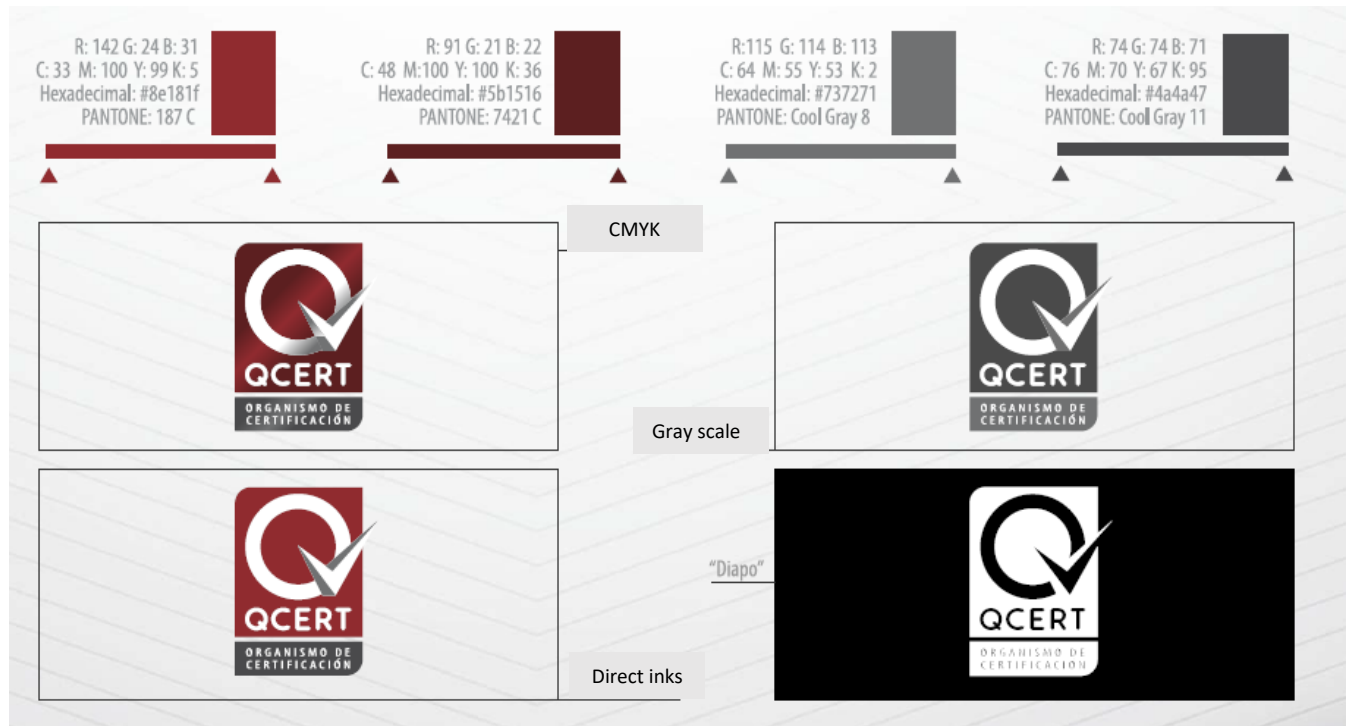 R: 142 G: 24 B: 31
C: 33 M: 100 Y: 99 K: 5
Hexadecimal: #8e181f
PANTONE: 187 C
R: 91 G: 21 B: 22
C: 48 M:100 Y: 100 K: 36
Hexadecimal: #5b1516
PANTONE: 7421 C
R:115 G: 114 B: 113
C: 64 M: 55 Y: 53 K: 2
Hexadecimal: #737271
PANTONE: Cool Gray 8
R: 74 G: 74 B: 71
C: 76 M: 70 Y: 67 K: 95
Hexadecimal: #4a4a47
PANTONE: Cool Gray 11
CMYK
QCERT
ORGANISMO DE
CERTIFICACIÓN
Gray scale
QCERT
ORGANISMO DE
CERTIFICACIÓN
QCERT
ORGANISMO DE
CERTIFICACIÓN
Direct inks
"Diapo"
QCERT
ORGANISMO DE
CERTIFICACIÓN